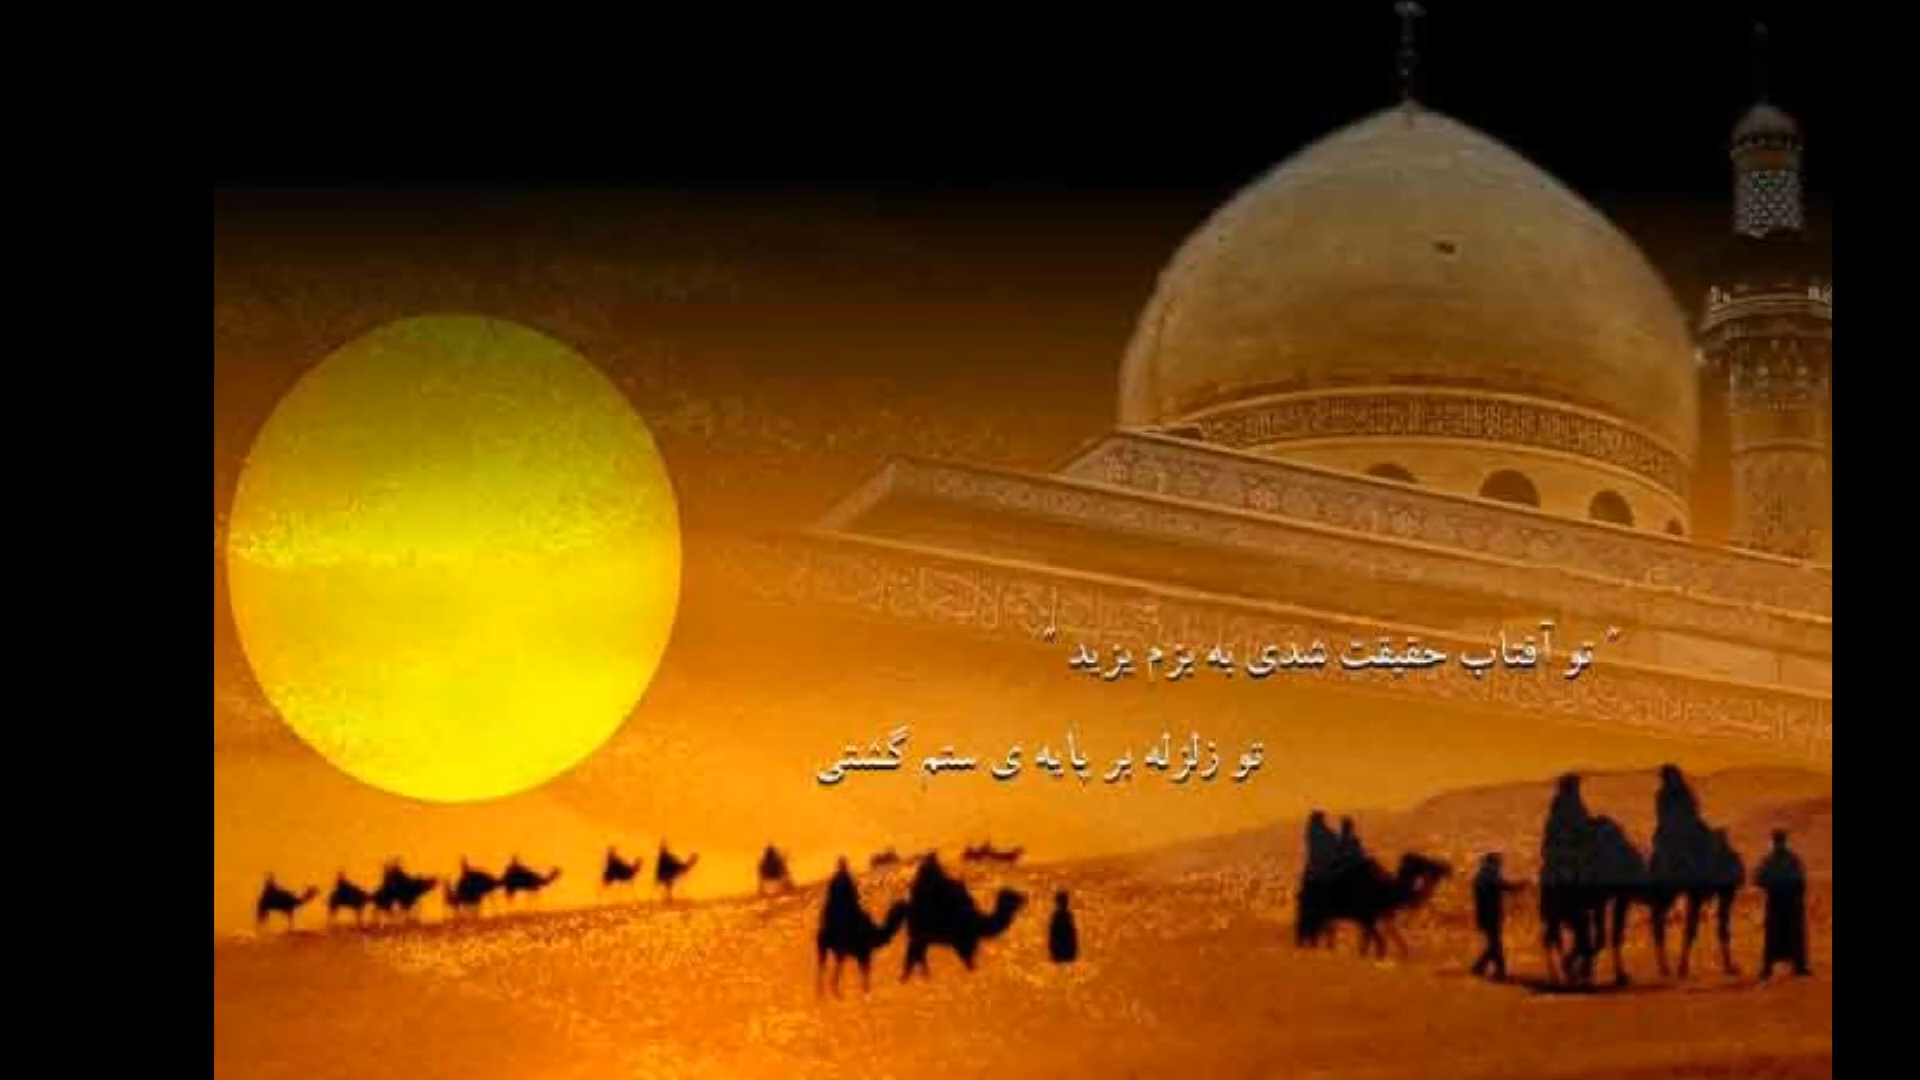 " تو آفتاب حقیقت شدی به بزم یزید "
تو زلزله بر پایه ی ستم گشتی